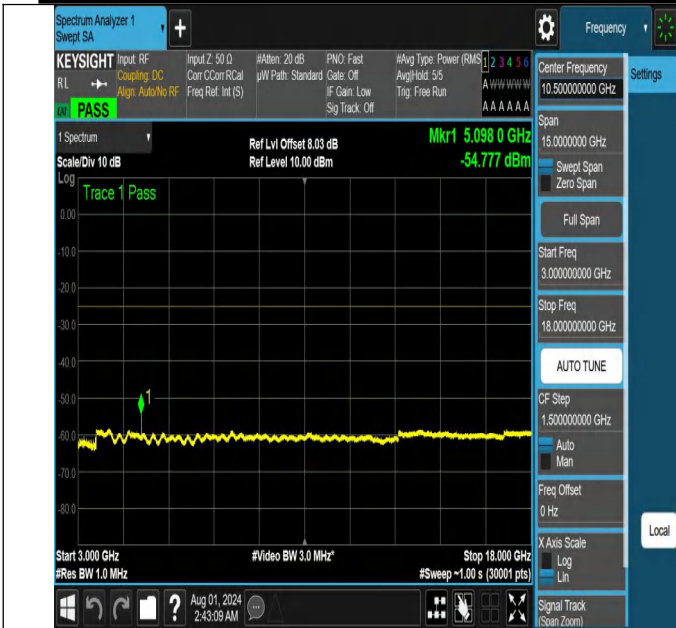 Spectrum Analyzer 1
Swept SA
+
Frequency
KEYSIGHT
RL
PASS
Input: RF
Coupling: DC
Align: Auto/No RF
Input Z: 50 Ω
Corr CCorr RCal
Freq Ref: Int (S)
#Atten: 20 dB
µW Path: Standard
PNO: Fast
Gate: Off
IF Gain: Low
Sig Track: Off
#Avg Type: Power (RMS
Avg|Hold: 5/5
Trig: Free Run
1 2 3 4 5 6
A W W W W W
A A A A A A
1 Spectrum
Scale/Div 10 dB
Ref Lvl Offset 8.03 dB
Ref Level 10.00 dBm
Mkr1 5.098 0 GHz
-54.777 dBm
Log
Trace 1 Pass
0.00
-10.0
-20.0
-30.0
-40.0
-50.0
-60.0
-70.0
-80.0
1
Start 3.000 GHz
#Res BW 1.0 MHz
#Video BW 3.0 MHz*
Stop 18.000 GHz
#Sweep ~1.00 s (30001 pts)
Center Frequency
10.500000000 GHz
Settings
Span
15.0000000 GHz
Swept Span
Zero Span
Full Span
Start Freq
3.000000000 GHz
Stop Freq
18.000000000 GHz
AUTO TUNE
CF Step
1.500000000 GHz
Auto
Man
Freq Offset
0 Hz
X Axis Scale
Log
Lin
Signal Track
(Span Zoom)
Local
?
Aug 01, 2024
2:43:09 AM